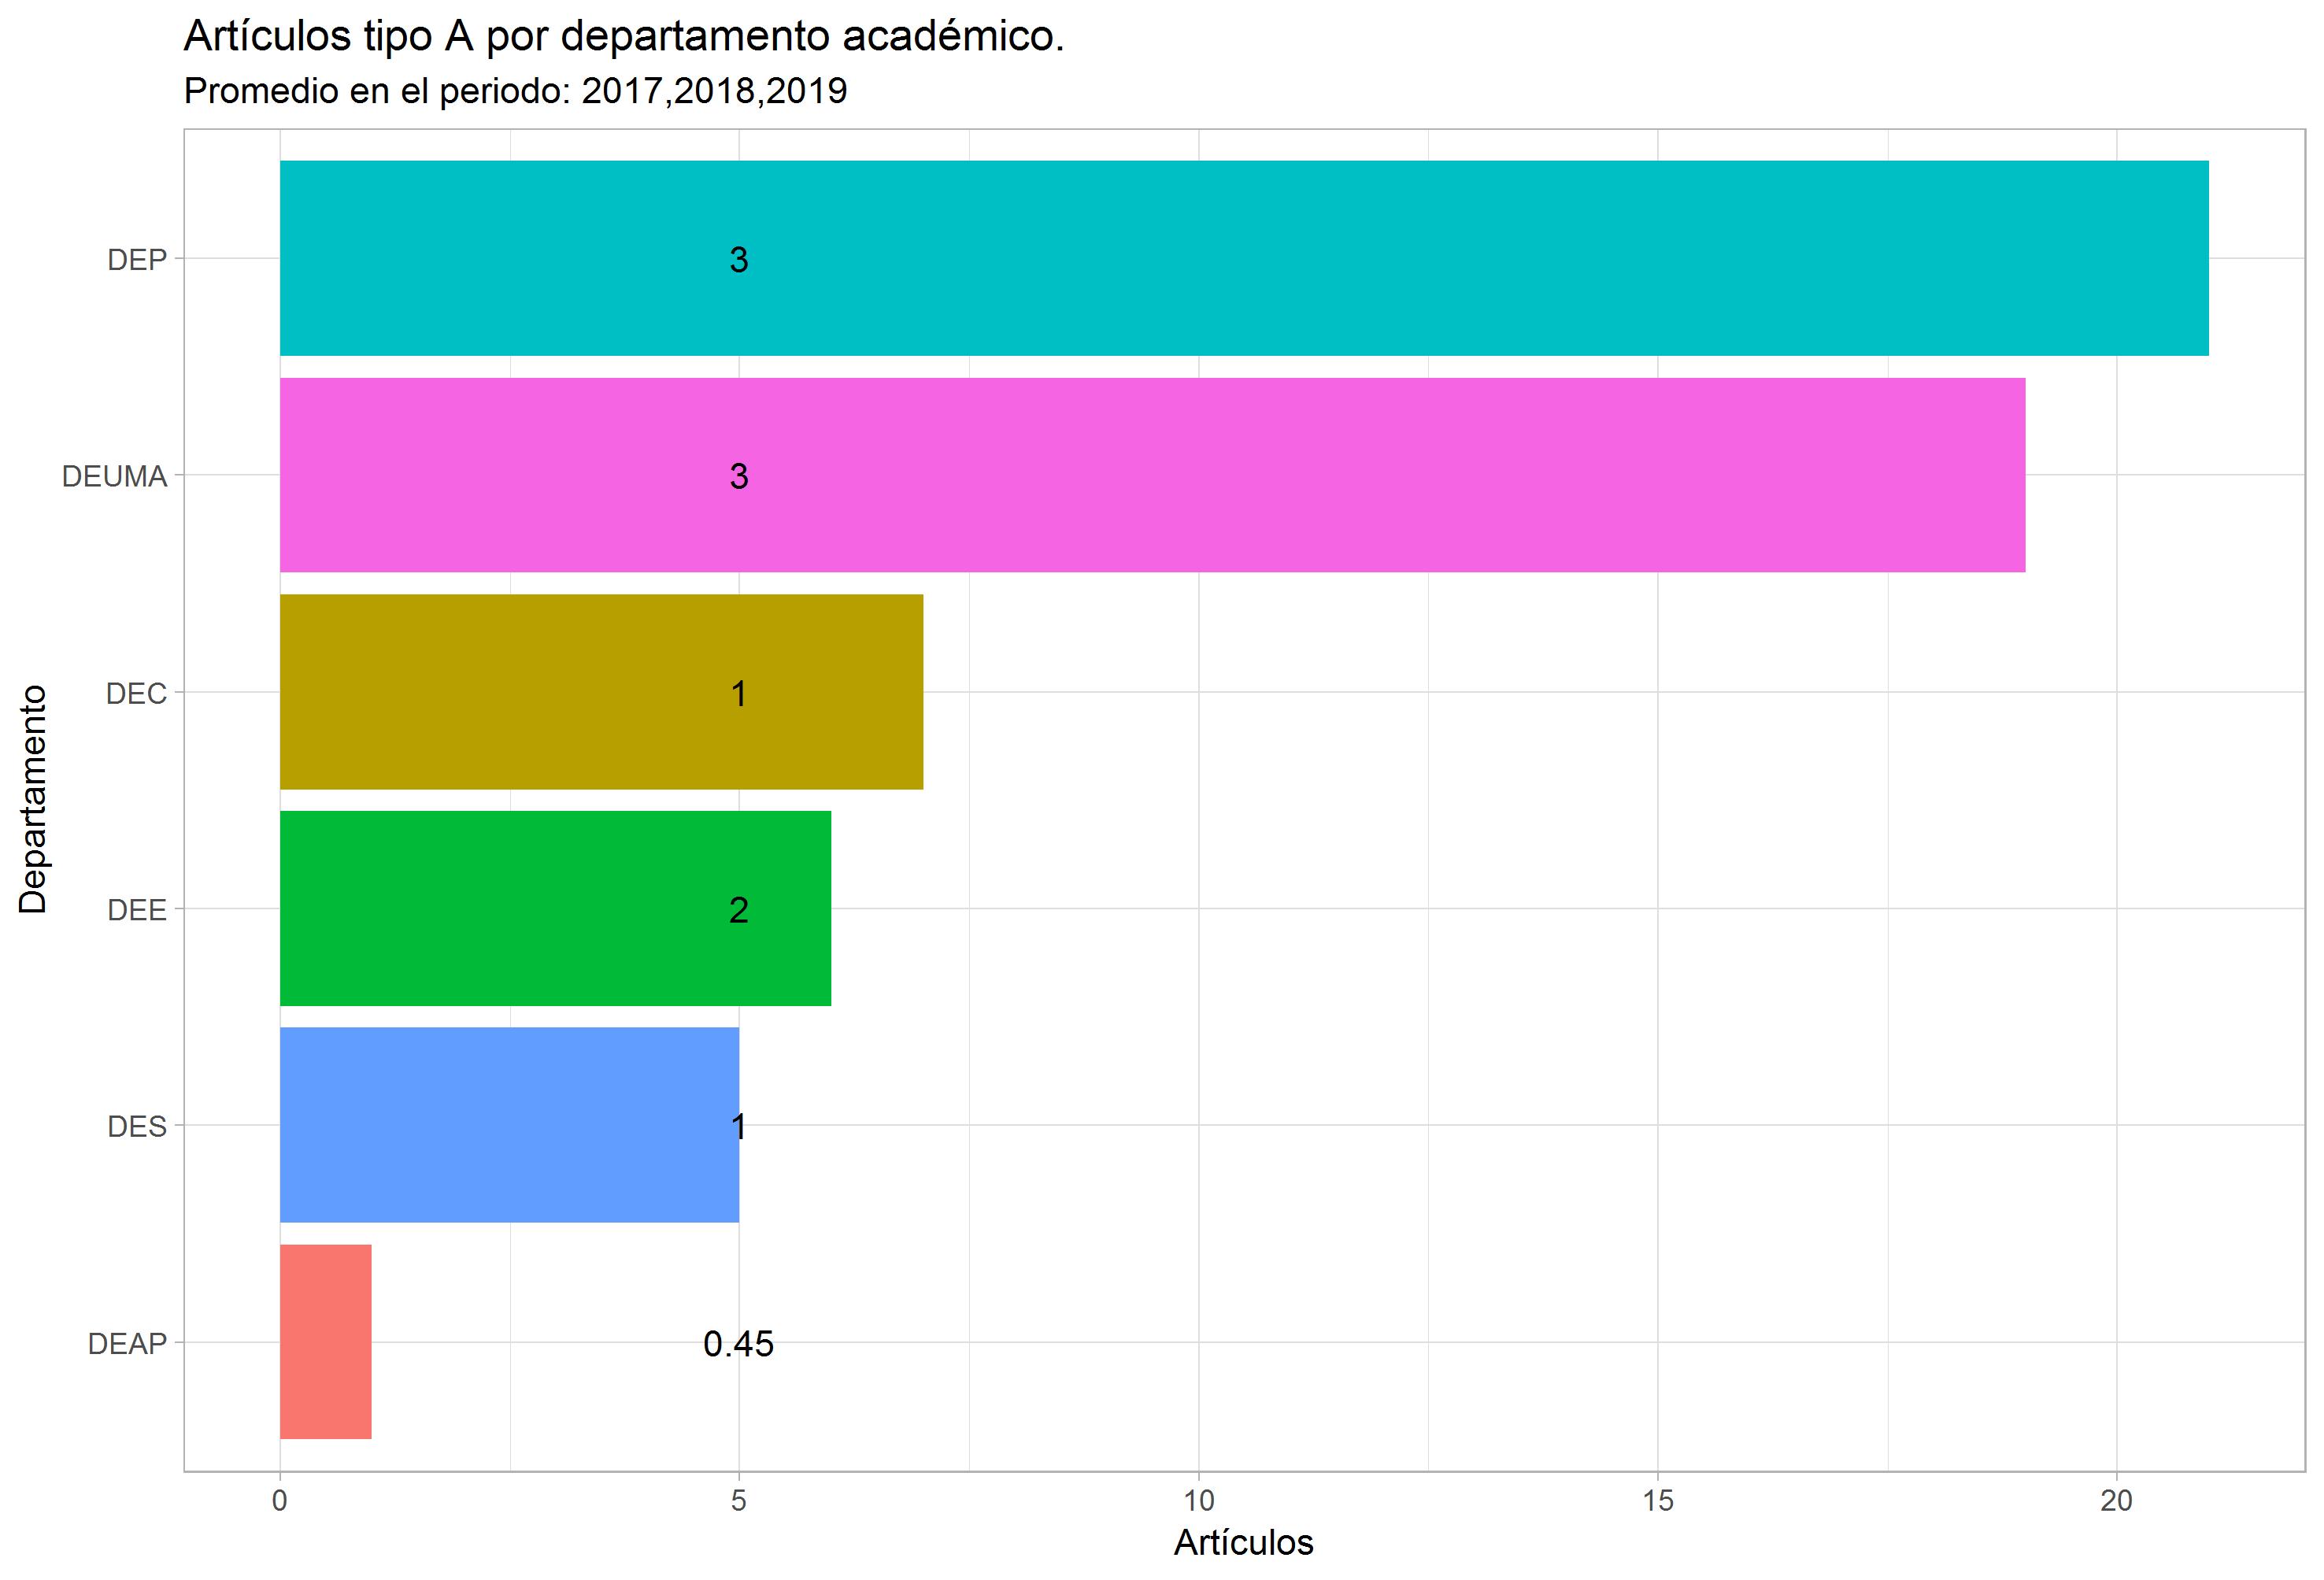 Artículos tipo A por departamento académico.
Promedio en el periodo: 2017,2018,2019
Departamento
DEP 3
DEUMA 3
DEC 1
DEE 2
DES 1
DEAP 0.45
0 5 10 15 20
Artículos